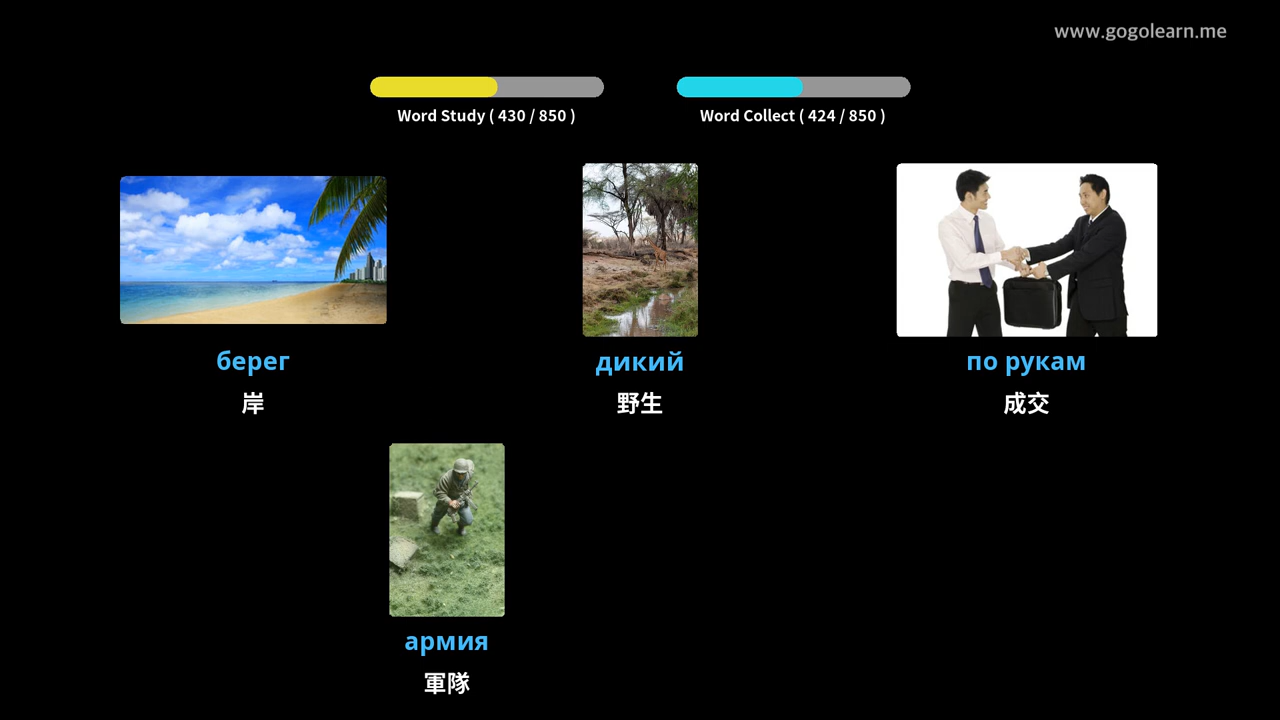 www.gogolearn.me
Word Study ( 430 / 850 )
Word Collect ( 424 / 850 )
берег
岸
дикий
野生
по рукам
成交
армия
軍隊